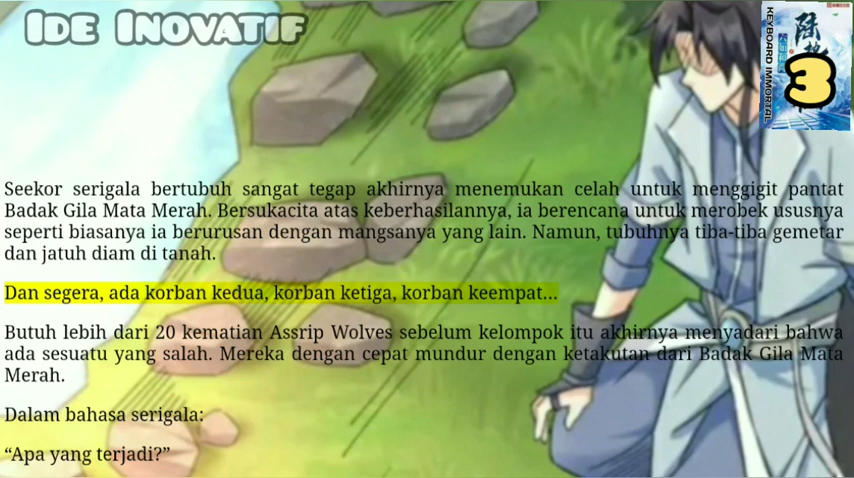 IDE INOVATIF
KEYBOARD IMMORTAL
3
Seekor serigala bertubuh sangat tegap akhirnya menemukan celah untuk menggigit pantat
Badak Gila Mata Merah. Bersukacita atas keberhasilannya, ia berencana untuk merobek ususnya
seperti biasanya ia berurusan dengan mangsanya yang lain. Namun, tubuhnya tiba-tiba gemetar
dan jatuh diam di tanah.
Dan segera, ada korban kedua, korban ketiga, korban keempat...
Butuh lebih dari 20 kematian Assrip Wolves sebelum kelompok itu akhirnya menyadari bahwa
ada sesuatu yang salah. Mereka dengan cepat mundur dengan ketakutan dari Badak Gila Mata
Merah.
Dalam bahasa serigala:
“Apa yang terjadi?”